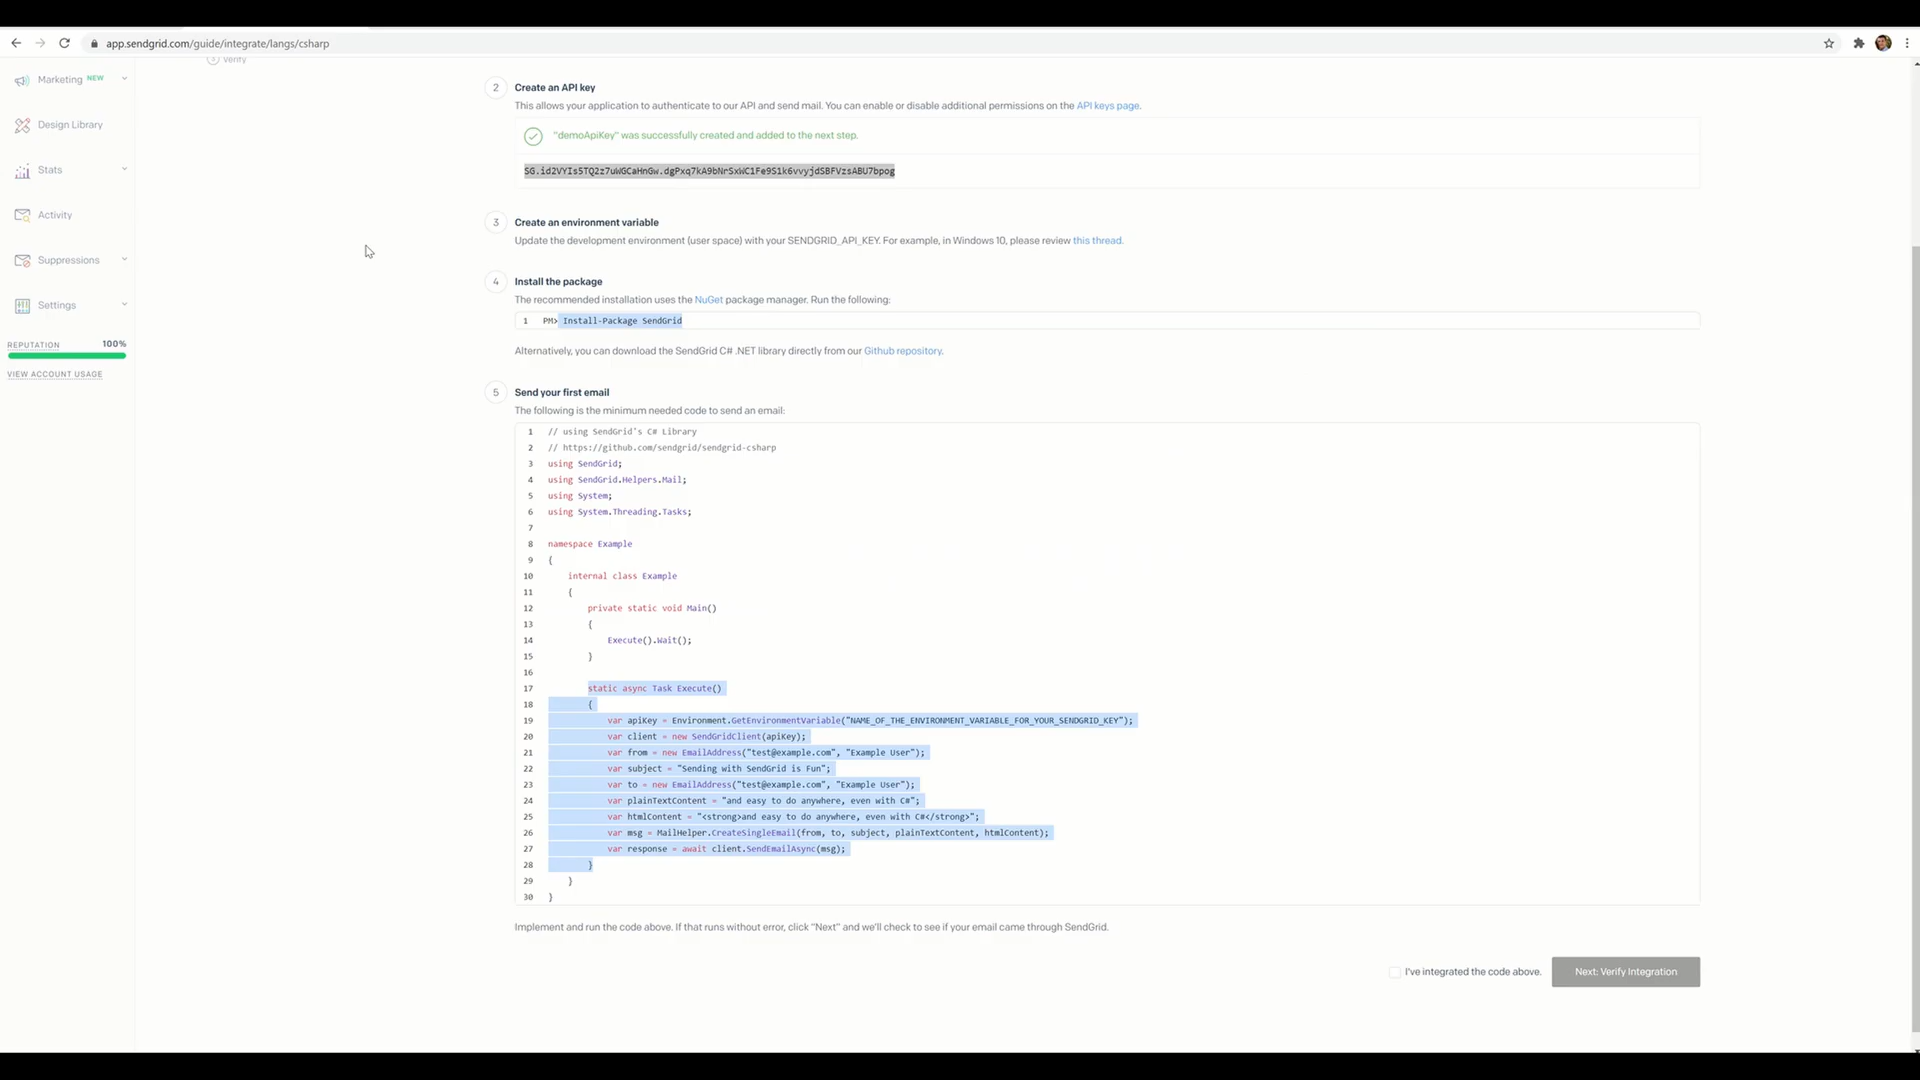 app.sendgrid.com/guide/integrate/langs/csharp
3 Verify
Marketing NEW
Design Library
Stats
Activity
Suppressions
Settings
REPUTATION 100%
VIEW ACCOUNT USAGE
2 Create an API key
This allows your application to authenticate to our API and send mail. You can enable or disable additional permissions on the API keys page.
"demoApiKey" was successfully created and added to the next step.
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
3 Create an environment variable
Update the development environment (user space) with your SENDGRID_API_KEY. For example, in Windows 10, please review this thread.
4 Install the package
The recommended installation uses the NuGet package manager. Run the following:
1 PM> Install-Package SendGrid
Alternatively, you can download the SendGrid C# .NET library directly from our Github repository.
5 Send your first email
The following is the minimum needed code to send an email:
1 // using SendGrid's C# Library
2 // https://github.com/sendgrid/sendgrid-csharp
3 using SendGrid;
4 using SendGrid.Helpers.Mail;
5 using System;
6 using System.Threading.Tasks;
7
8 namespace Example
9 {
10 internal class Example
11 {
12 private static void Main()
13 {
14 Execute().Wait();
15 }
16
17 static async Task Execute()
18 {
19 var apiKey = Environment.GetEnvironmentVariable("NAME_OF_THE_ENVIRONMENT_VARIABLE_FOR_YOUR_SENDGRID_KEY");
20 var client = new SendGridClient(apiKey);
21 var from = new EmailAddress("test@example.com", "Example User");
22 var subject = "Sending with SendGrid is Fun";
23 var to = new EmailAddress("test@example.com", "Example User");
24 var plainTextContent = "and easy to do anywhere, even with C#";
25 var htmlContent = "<strong>and easy to do anywhere, even with C#</strong>";
26 var msg = MailHelper.CreateSingleEmail(from, to, subject, plainTextContent, htmlContent);
27 var response = await client.SendEmailAsync(msg);
28 }
29 }
30 }
Implement and run the code above. If that runs without error, click "Next" and we'll check to see if your email came through SendGrid.
I've integrated the code above.
Next: Verify Integration